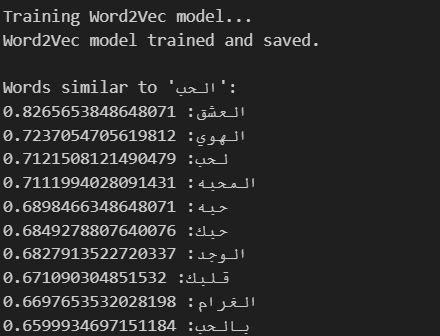 Training Word2Vec model...
Word2Vec model trained and saved.
Words similar to 'الحب':
العشق: 0.8265653848648071
الهوي: 0.7237054705619812
لحب: 0.7121508121490479
المحبه: 0.7111994028091431
حبه: 0.6898466348648071
حبك: 0.6849278807640076
الوجد: 0.6827913522720337
قلبك: 0.671090304851532
الغرام: 0.6697653532028198
بالحب: 0.6599934697151184